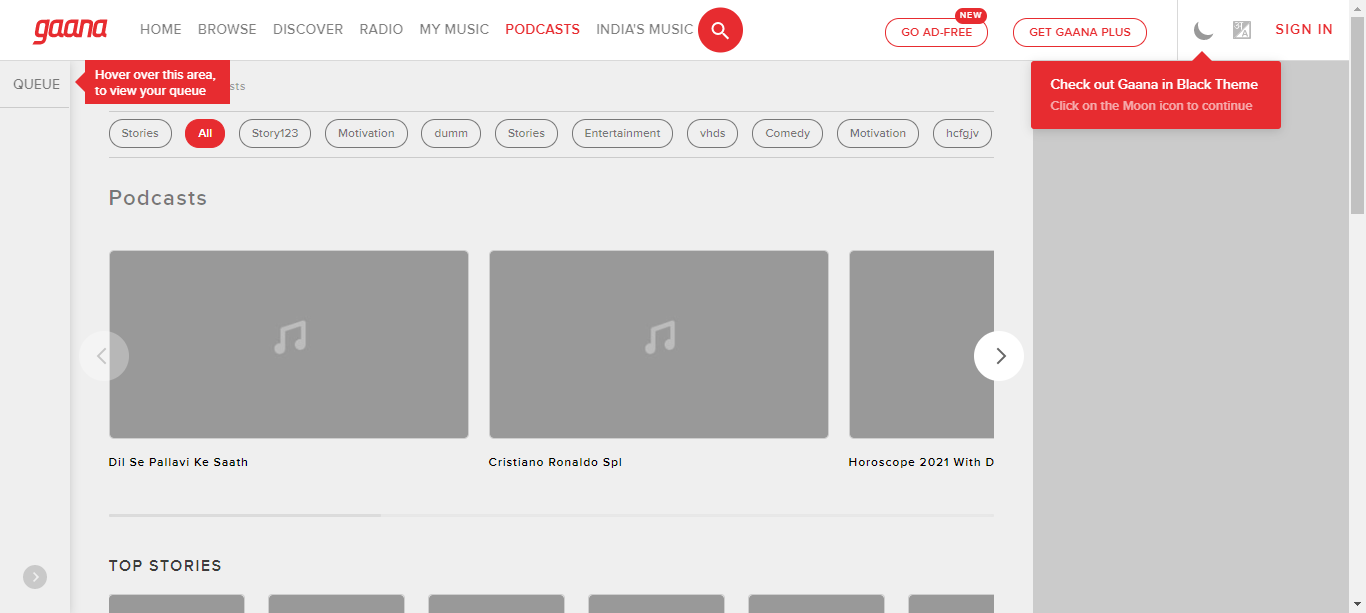 gaana
HOME BROWSE DISCOVER RADIO MY MUSIC PODCASTS INDIA'S MUSIC
NEW
GO AD-FREE
GET GAANA PLUS
SIGN IN
QUEUE
Hover over this area,
to view your queue
sts
Check out Gaana in Black Theme
Click on the Moon icon to continue
Stories All Story123 Motivation dumm Stories Entertainment vhds Comedy Motivation hcfgjv
Podcasts
Dil Se Pallavi Ke Saath
Cristiano Ronaldo Spl
Horoscope 2021 With D
TOP STORIES